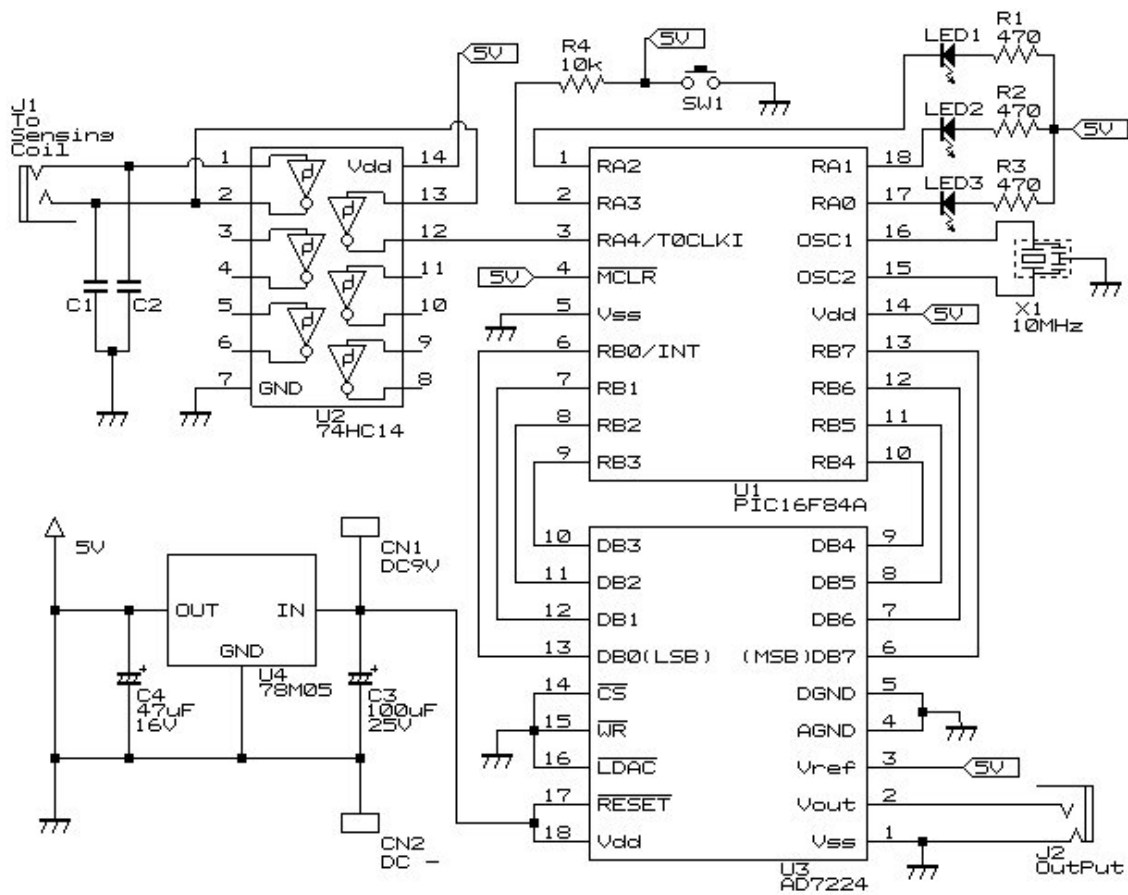 J1
To
Sensing
Coil
C1
C2
1
2
3
4
5
6
7
Vdd
GND
14
13
12
11
10
9
8
U2
74HC14
5V
R4
10k
5V
SW1
LED1
R1
470
LED2
R2
470
LED3
R3
470
5V
1 RA2 RA1 18
2 RA3 RA0 17
3 RA4/T0CLKI OSC1 16
5V 4 MCLR OSC2 15
5 Vss Vdd 14 5V
6 RB0/INT RB7 13
7 RB1 RB6 12
8 RB2 RB5 11
9 RB3 RB4 10
U1
PIC16F84A
X1
10MHz
5V
OUT IN
GND
U4
78M05
C4
47uF
16V
+
C3
100uF
25V
+
CN1
DC9V
CN2
DC -
10 DB3 DB4 9
11 DB2 DB5 8
12 DB1 DB6 7
13 DB0(LSB) (MSB)DB7 6
14 CS DGND 5
15 WR AGND 4
16 LDAC Vref 3 5V
17 RESET Vout 2
18 Vdd Vss 1
U3
AD7224
J2
OutPut